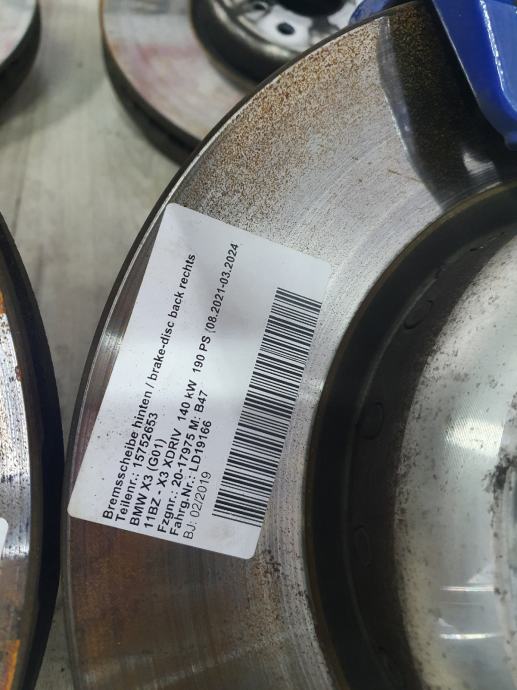 Bremsscheibe hinten / brake-disc back rechts
Teilenr.: 15752653
BMW X3 (G01)
11BZ - X3 XDRIV 140 kW 190 PS (08.2021-03.2024
Fzgnr.: 20-17975 M: B47
Fahrg.Nr.: LD19166
BJ: 02/2019